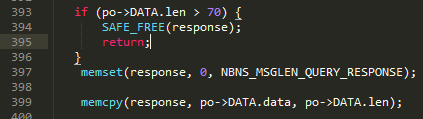 393 if (po->DATA.len > 70) {
394 SAFE_FREE(response);
395 return;
396 }
397 memset(response, 0, NBNS_MSGLEN_QUERY_RESPONSE);
398
399 memcpy(response, po->DATA.data, po->DATA.len);